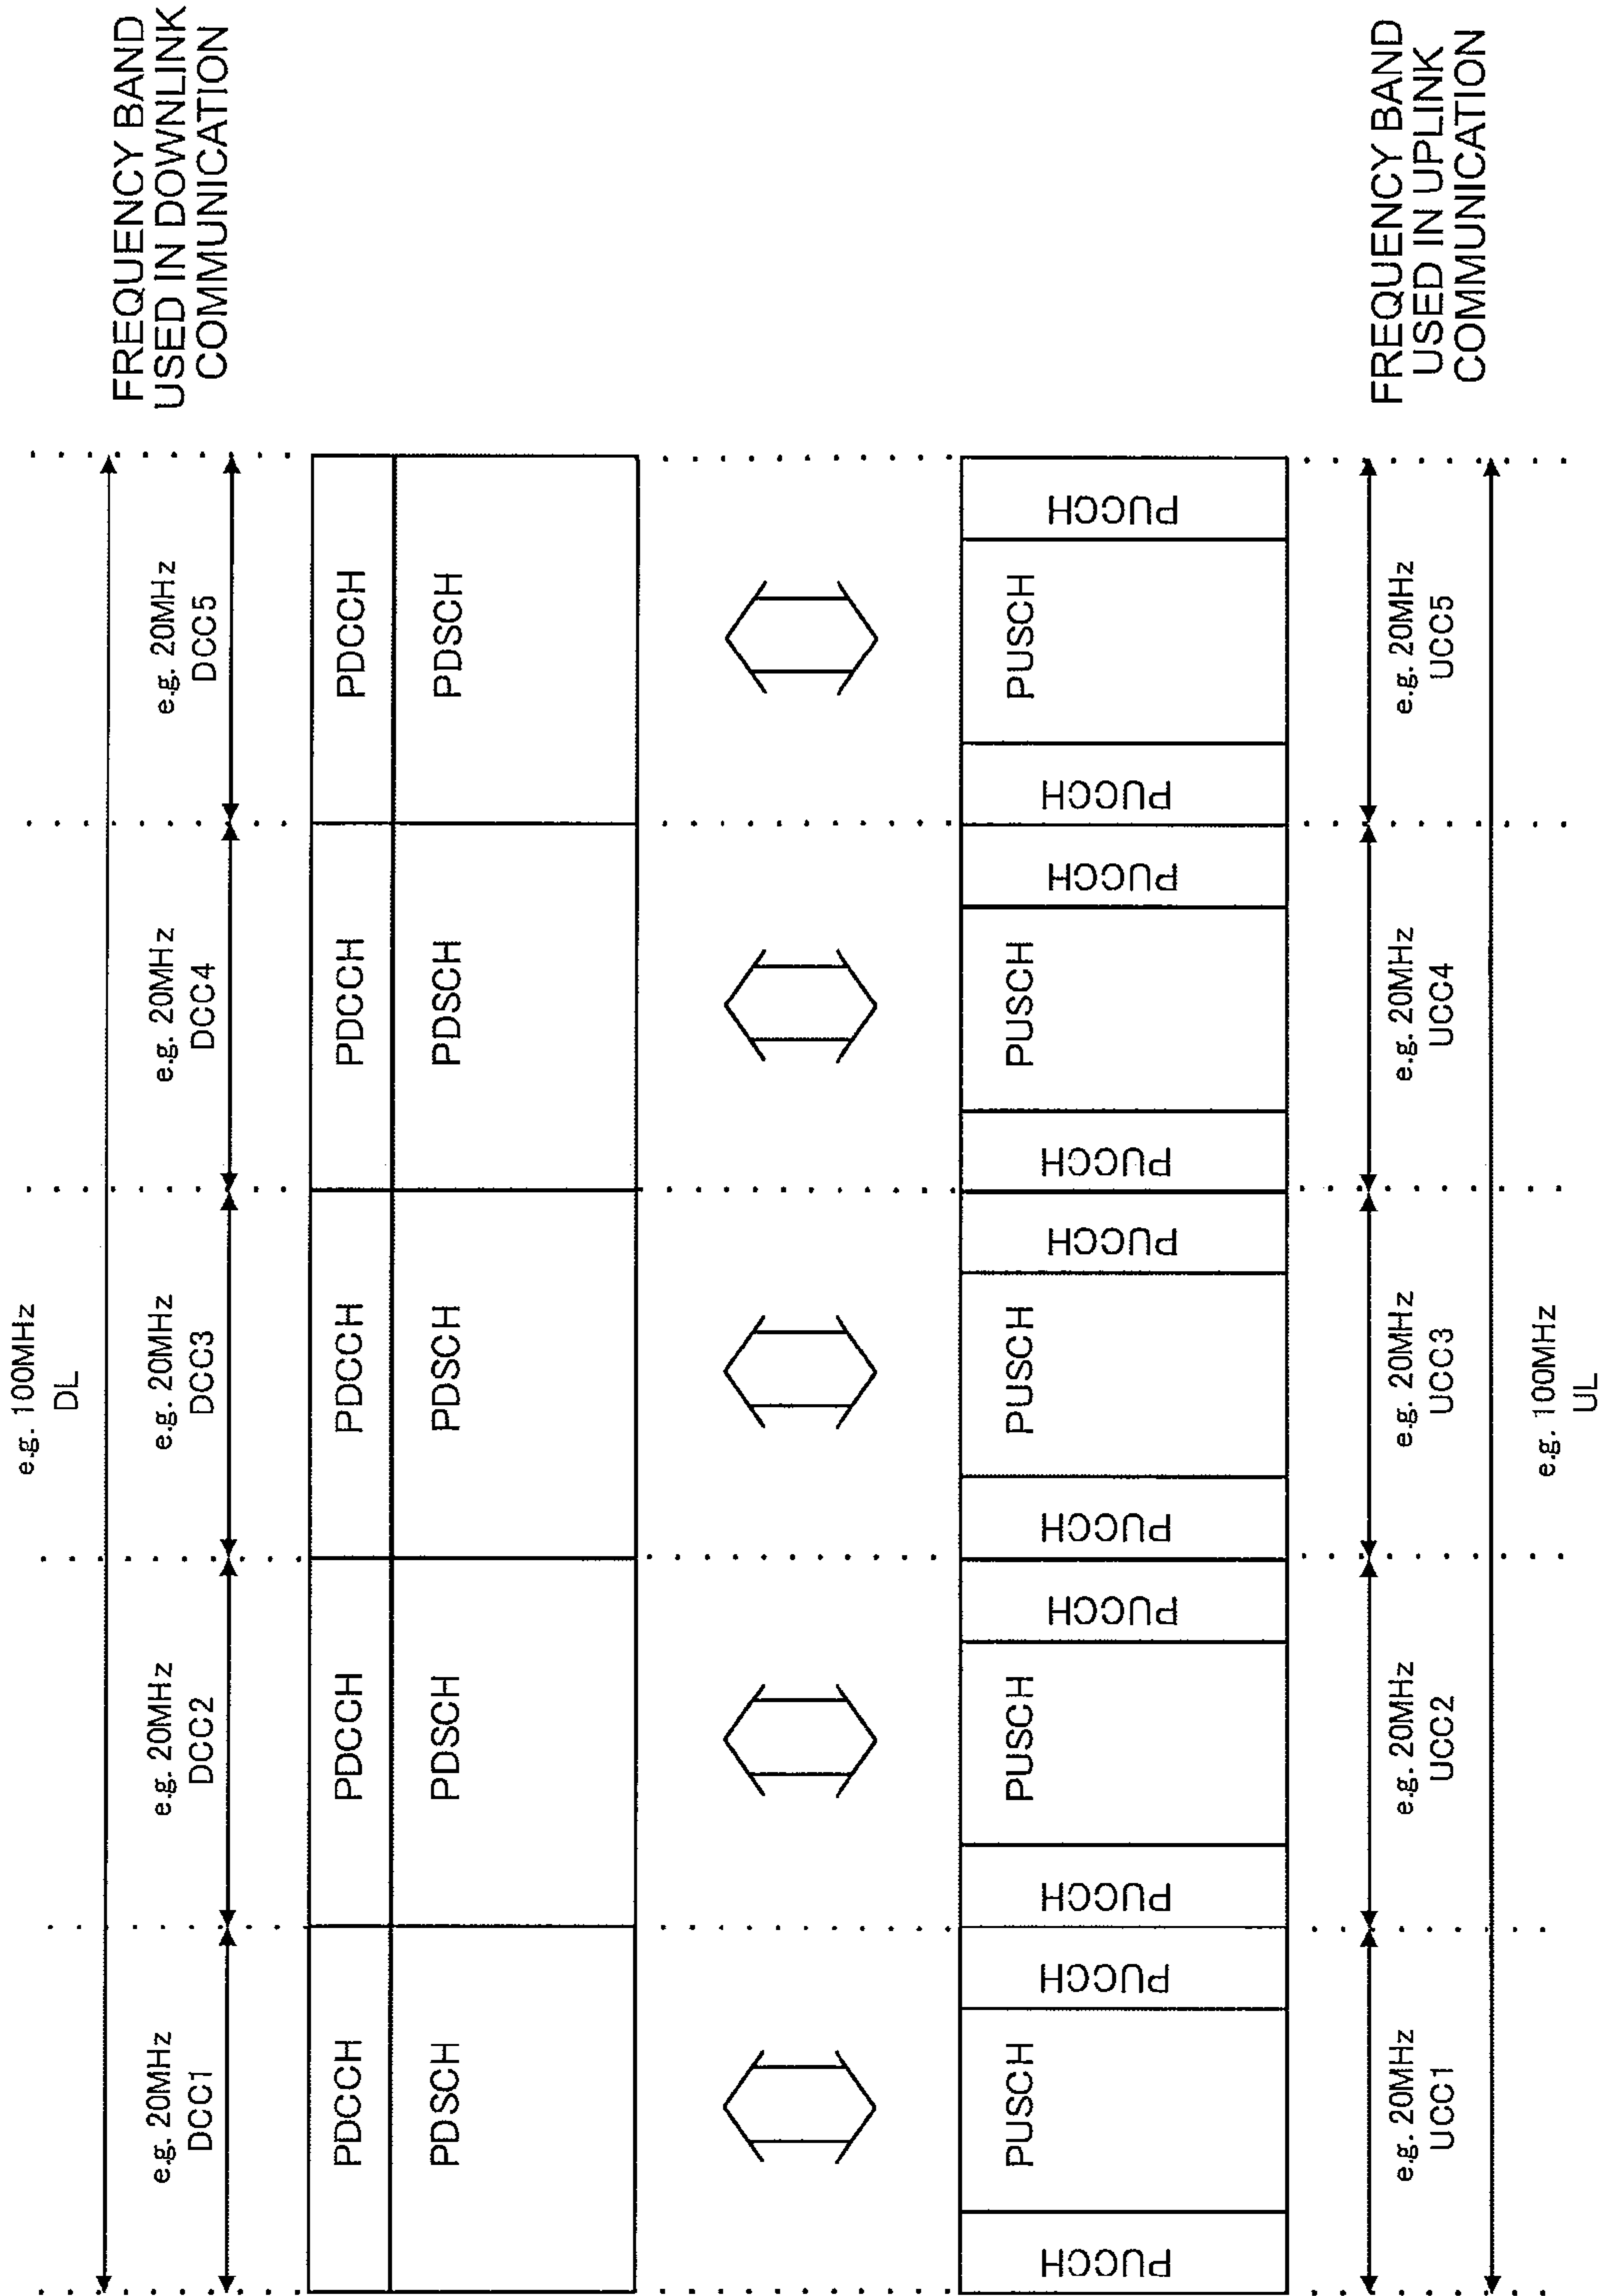 e.g. 100MHz
DL
FREQUENCY BAND
USED IN DOWNLINK
COMMUNICATION
e.g. 20MHz
DCC1
e.g. 20MHz
DCC2
e.g. 20MHz
DCC3
e.g. 20MHz
DCC4
e.g. 20MHz
DCC5
PDCCH
PDCCH
PDCCH
PDCCH
PDCCH
PDSCH
PDSCH
PDSCH
PDSCH
PDSCH
PUCCH
PUSCH
PUCCH
PUCCH
PUSCH
PUCCH
PUCCH
PUSCH
PUCCH
PUCCH
PUSCH
PUCCH
PUCCH
PUSCH
PUCCH
e.g. 20MHz
UCC1
e.g. 20MHz
UCC2
e.g. 20MHz
UCC3
e.g. 20MHz
UCC4
e.g. 20MHz
UCC5
FREQUENCY BAND
USED IN UPLINK
COMMUNICATION
e.g. 100MHz
UL